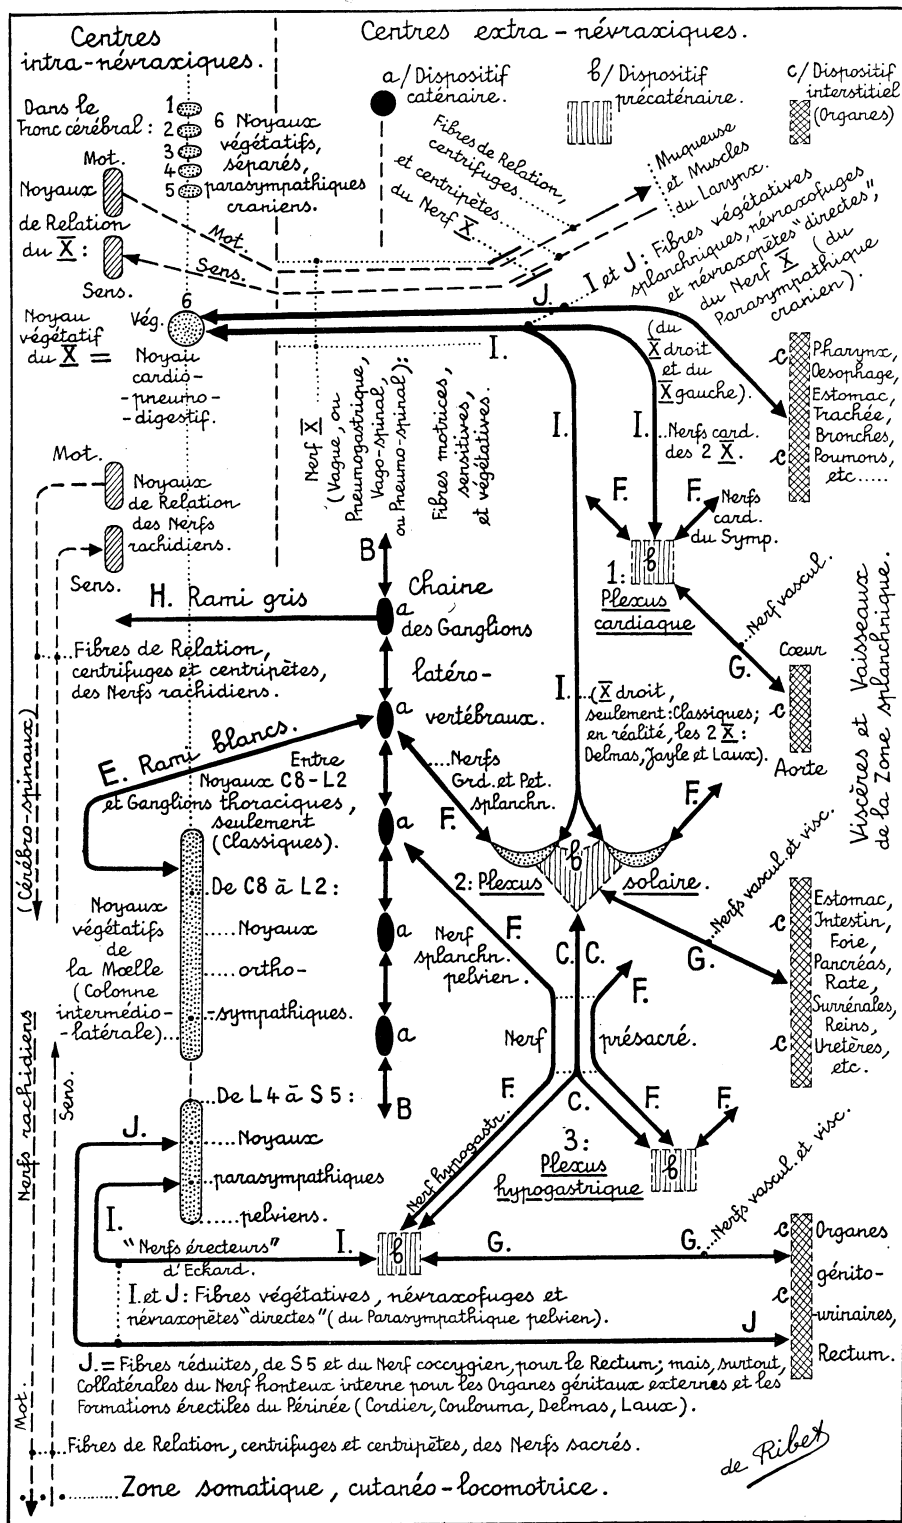 Centres
intra-névraxiques.
Centres extra-névraxiques.
a/Dispositif
caténaire.
b/Dispositif
précaténaire.
c/Dispositif
interstitiel
(Organes)
Dans le
Tronc cérébral:
1
2
3
4
5
6 Noyaux
végétatifs,
séparés,
parasympathiques
craniens.
Mot.
Noyaux
de Relation
du X:
Sens.
Mot.
Sens.
Fibres de Relation,
centrifuges
et centripètes
du Nerf X
Muqueuse
et Muscles
du Larynx.
I et J: Fibres végétatives
splanchniques, névraxofuges
et névraxopètes "directes",
du Nerf X (du
Parasympathique
cranien).
6
Noyau
végétatif
du X =
Vég.
Noyau
cardio-
-pneumo-
-digestif.
J.
I.
(du
X droit
et du
X gauche).
Nerf X
(Vague, ou
Pneumogastrique,
Vago-spinal,
ou Pneumo-spinal):
Fibres motrices,
sensitives,
et végétatives.
I.
I.
Nerfs card.
des 2 X.
c
c
Pharynx,
Oesophage,
Estomac,
Trachée,
Bronches,
Poumons,
etc.....
Mot.
Noyaux
de Relation
des Nerfs
rachidiens.
Sens.
F.
F.
Nerfs
card.
du Symp.
b
1:
Plexus
cardiaque
Nerf vascul.
G.
Cœur
c
Aorte
Viscères et Vaisseaux
de la Zone splanchnique.
B
H. Rami gris
a
Chaine
des Ganglions
latéro-
vertébraux.
a
Fibres de Relation,
centrifuges et centripètes,
des Nerfs rachidiens.
I.
(X droit,
seulement: Classiques;
en réalité, les 2 X:
Delmas, Jayle et Laux).
E. Rami blancs.
Entre
Noyaux C8-L2
et Ganglions thoraciques,
seulement
(Classiques).
Nerfs
Grd. et Pet.
splanchn.
F.
F.
a
b
2: Plexus
solaire.
Nerfs vascul. et visc.
G.
(Cérébro-spinaux)
De C8 à L2:
Noyaux
végétatifs
de
la Moelle
(Colonne
intermédio-
-latérale)
Noyaux
ortho-
-sympathiques.
a
a
B
F.
Nerf
splanchn.
pelvien.
C.
C.
F.
Nerf
présacré.
c
c
Estomac,
Intestin,
Foie,
Pancréas,
Rate,
Surrénales,
Reins,
Uretères,
etc.
Nerfs rachidiens
Sens.
De L4 à S5:
J.
Noyaux
parasympathiques
pelviens.
I.
F.
C.
F.
F.
Nerf hypogastr.
3:
Plexus
hypogastrique
b
Nerfs vascul. et visc.
"Nerfs érecteurs"
d'Eckard.
I.
b
G.
G.
c
c
Organes
génito-
-urinaires,
Rectum.
I. et J: Fibres végétatives, névraxofuges et
névraxopètes "directes" (du Parasympathique pelvien).
J
J.= Fibres réduites, de S5 et du Nerf coccygien, pour le Rectum; mais, surtout,
Collatérales du Nerf honteux interne pour les Organes génitaux externes et les
Formations érectiles du Périnée (Cordier, Coulouma, Delmas, Laux).
Mot.
Fibres de Relation, centrifuges et centripètes, des Nerfs sacrés.
de Ribet
Zone somatique, cutanéo-locomotrice.